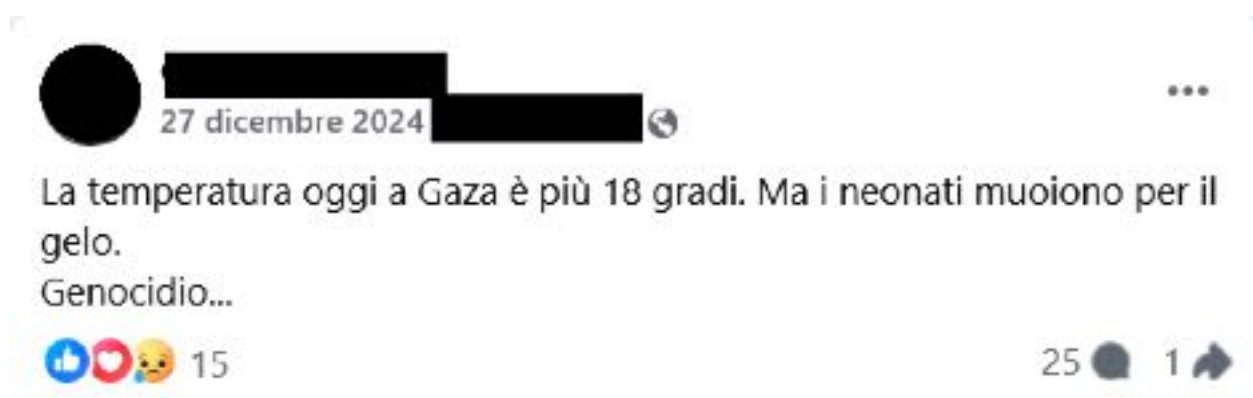 27 dicembre 2024
La temperatura oggi a Gaza è più 18 gradi. Ma i neonati muoiono per il
gelo.
Genocidio...
15
25 1